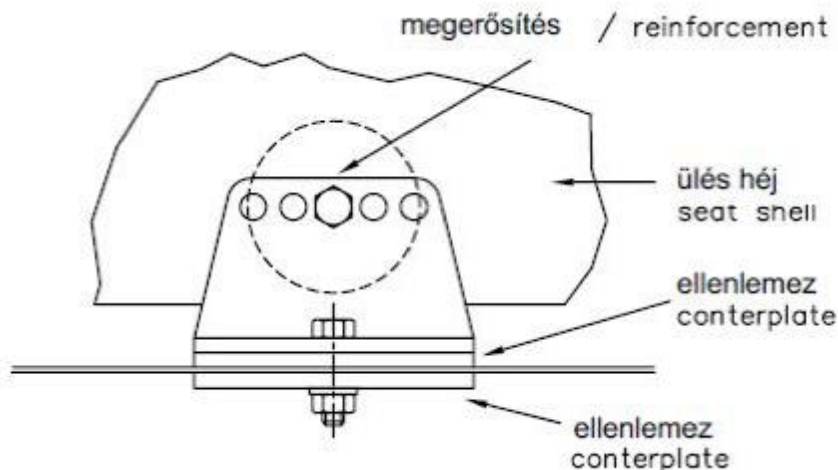 megerősítés / reinforcement
ülés héj
seat shell
ellenlemez
conterplate
ellenlemez
conterplate